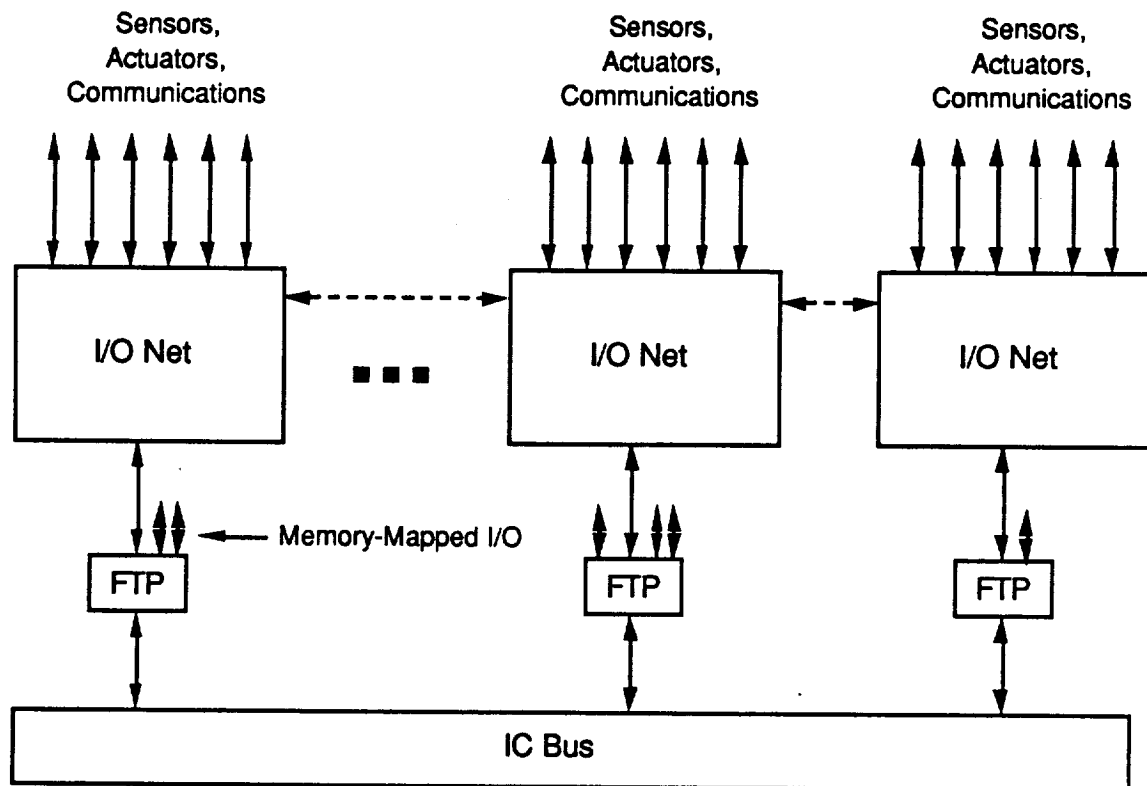 Sensors,
Actuators,
Communications
Sensors,
Actuators,
Communications
Sensors,
Actuators,
Communications
I/O Net
I/O Net
I/O Net
Memory-Mapped I/O
FTP
FTP
FTP
IC Bus